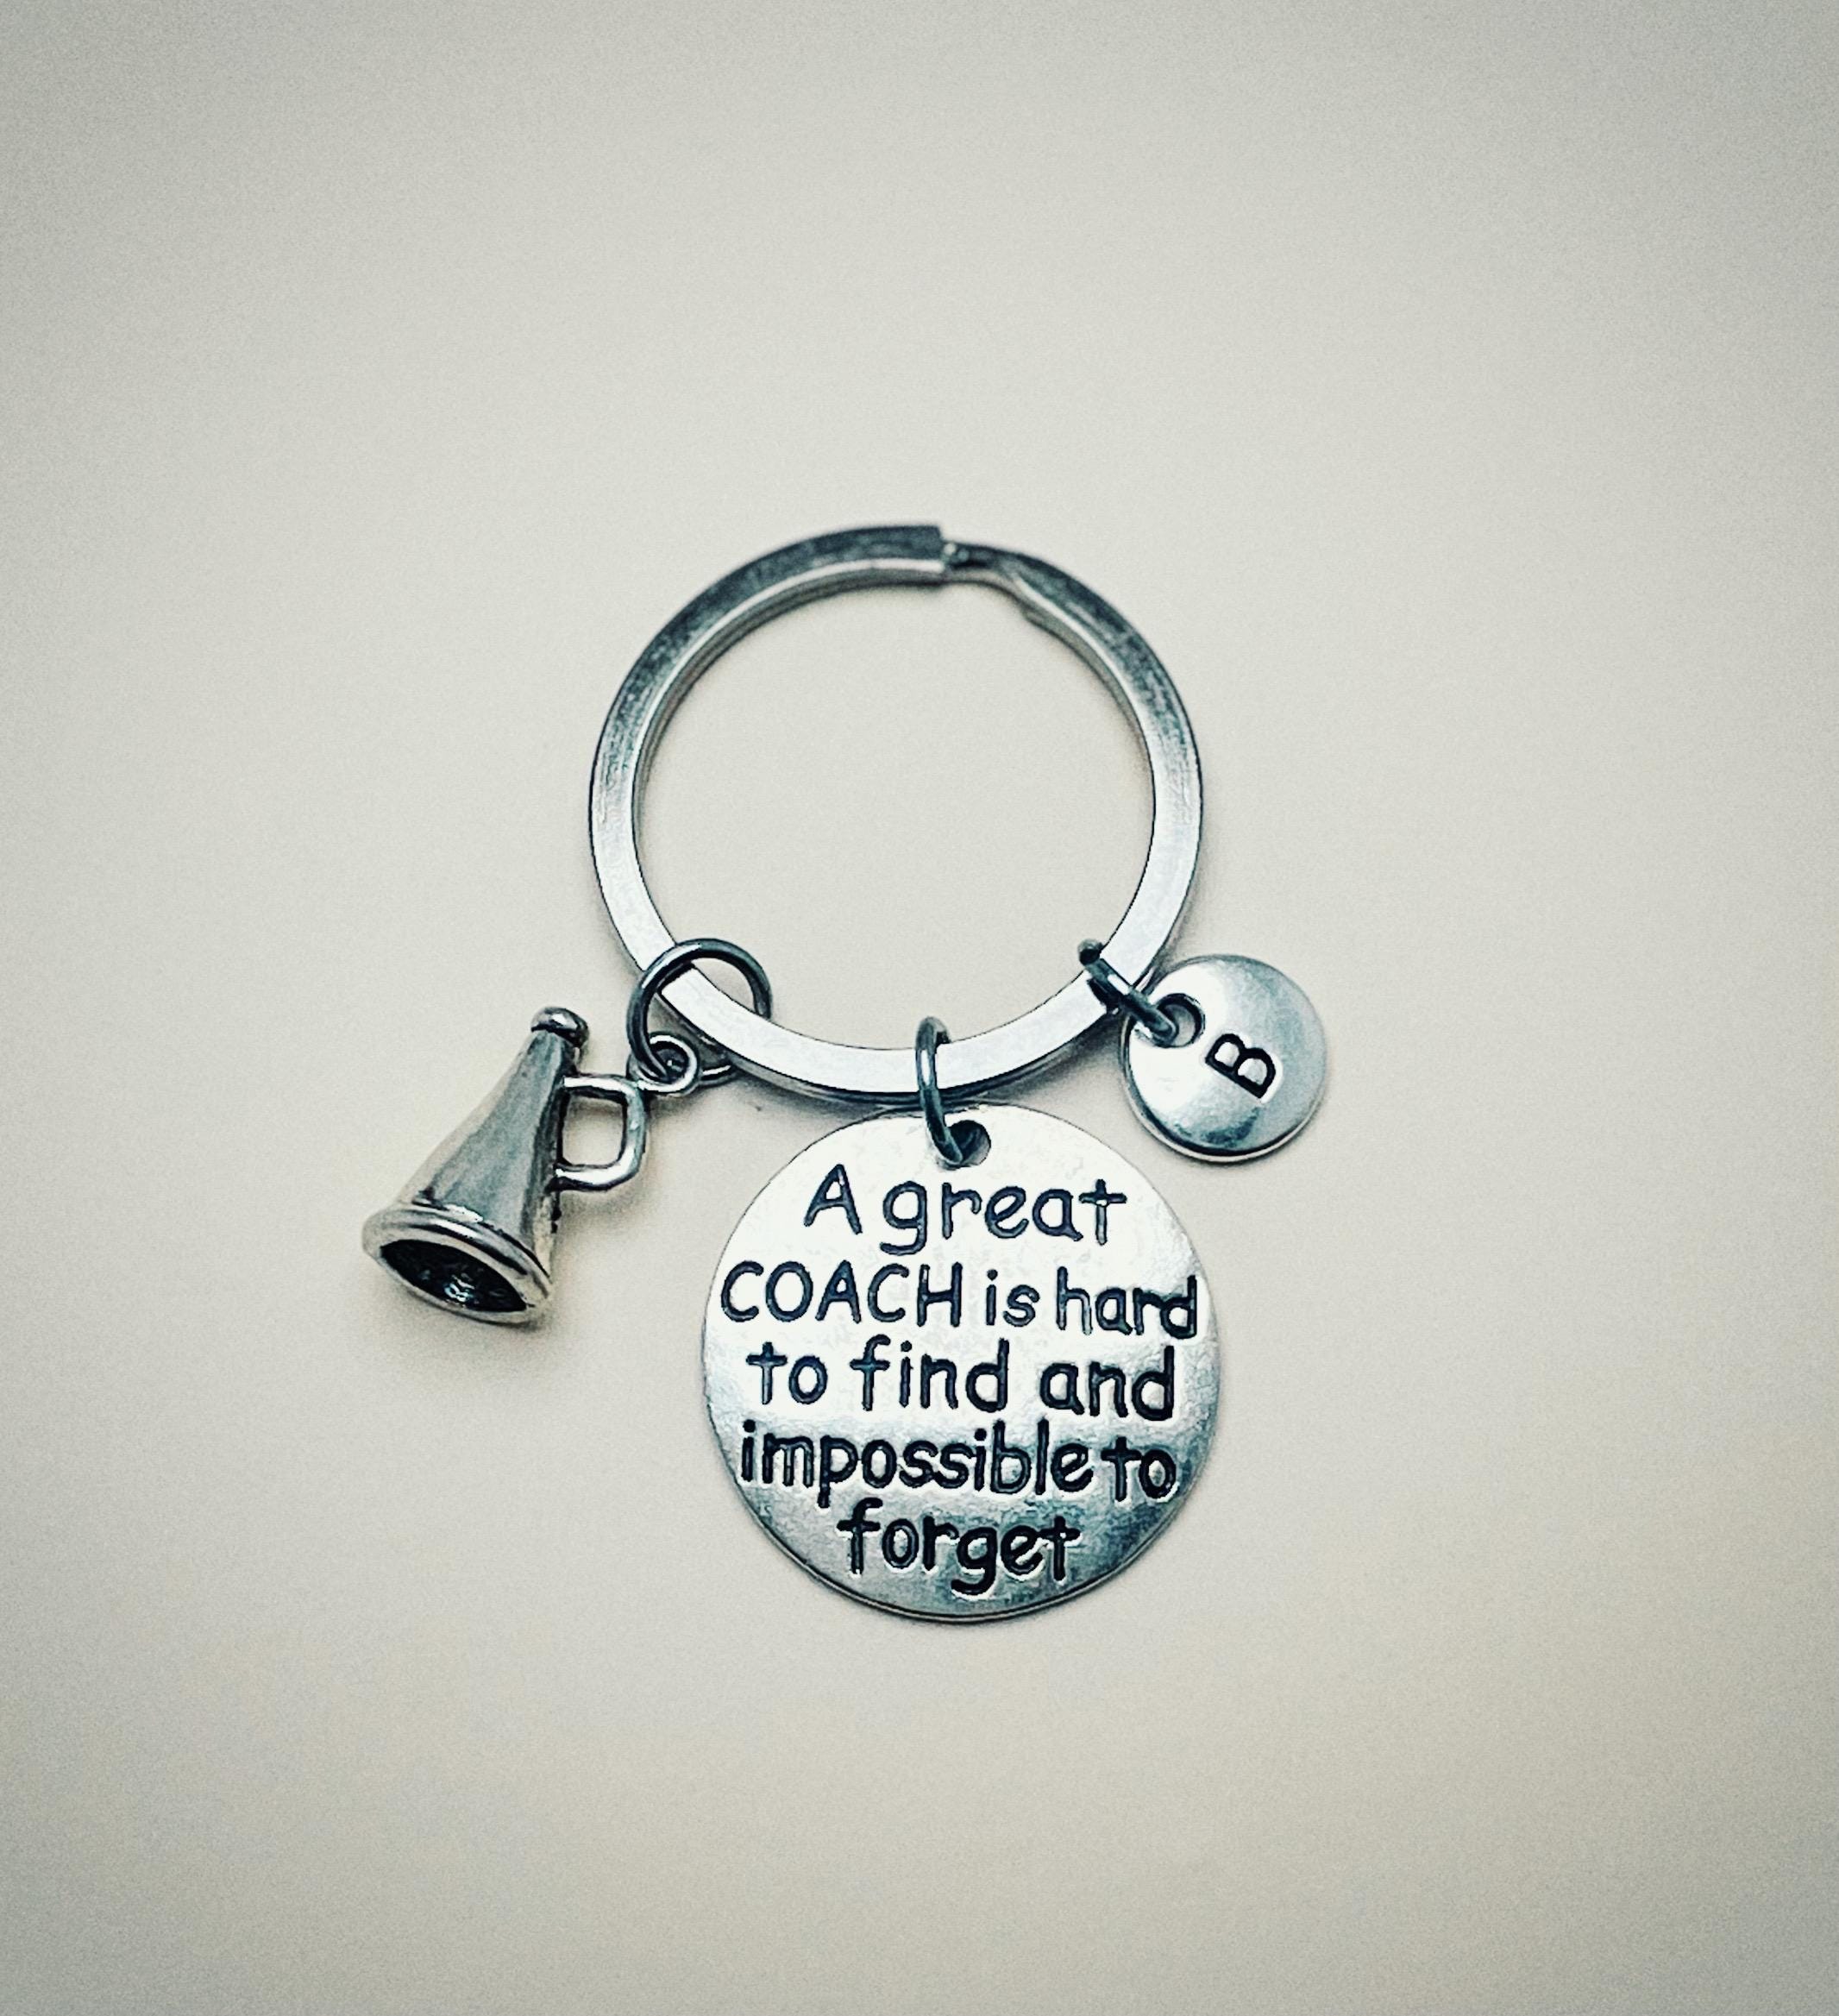 B
A great
COACH is hard
to find and
impossible to
forget